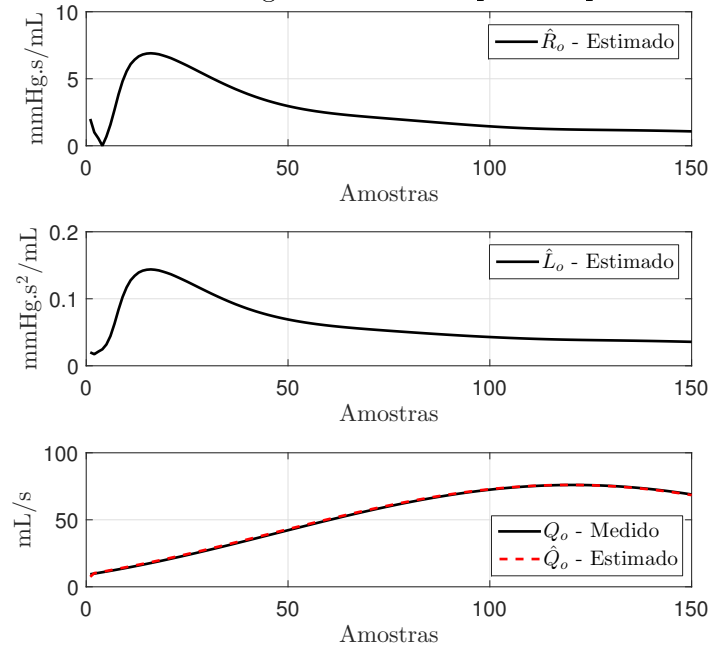 10
5
0
mmHg.s/mL
R̂ₒ - Estimado
0 50 100 150
Amostras
0.2
0.1
0
mmHg.s²/mL
L̂ₒ - Estimado
0 50 100 150
Amostras
100
50
0
mL/s
Qₒ - Medido
Q̂ₒ - Estimado
0 50 100 150
Amostras